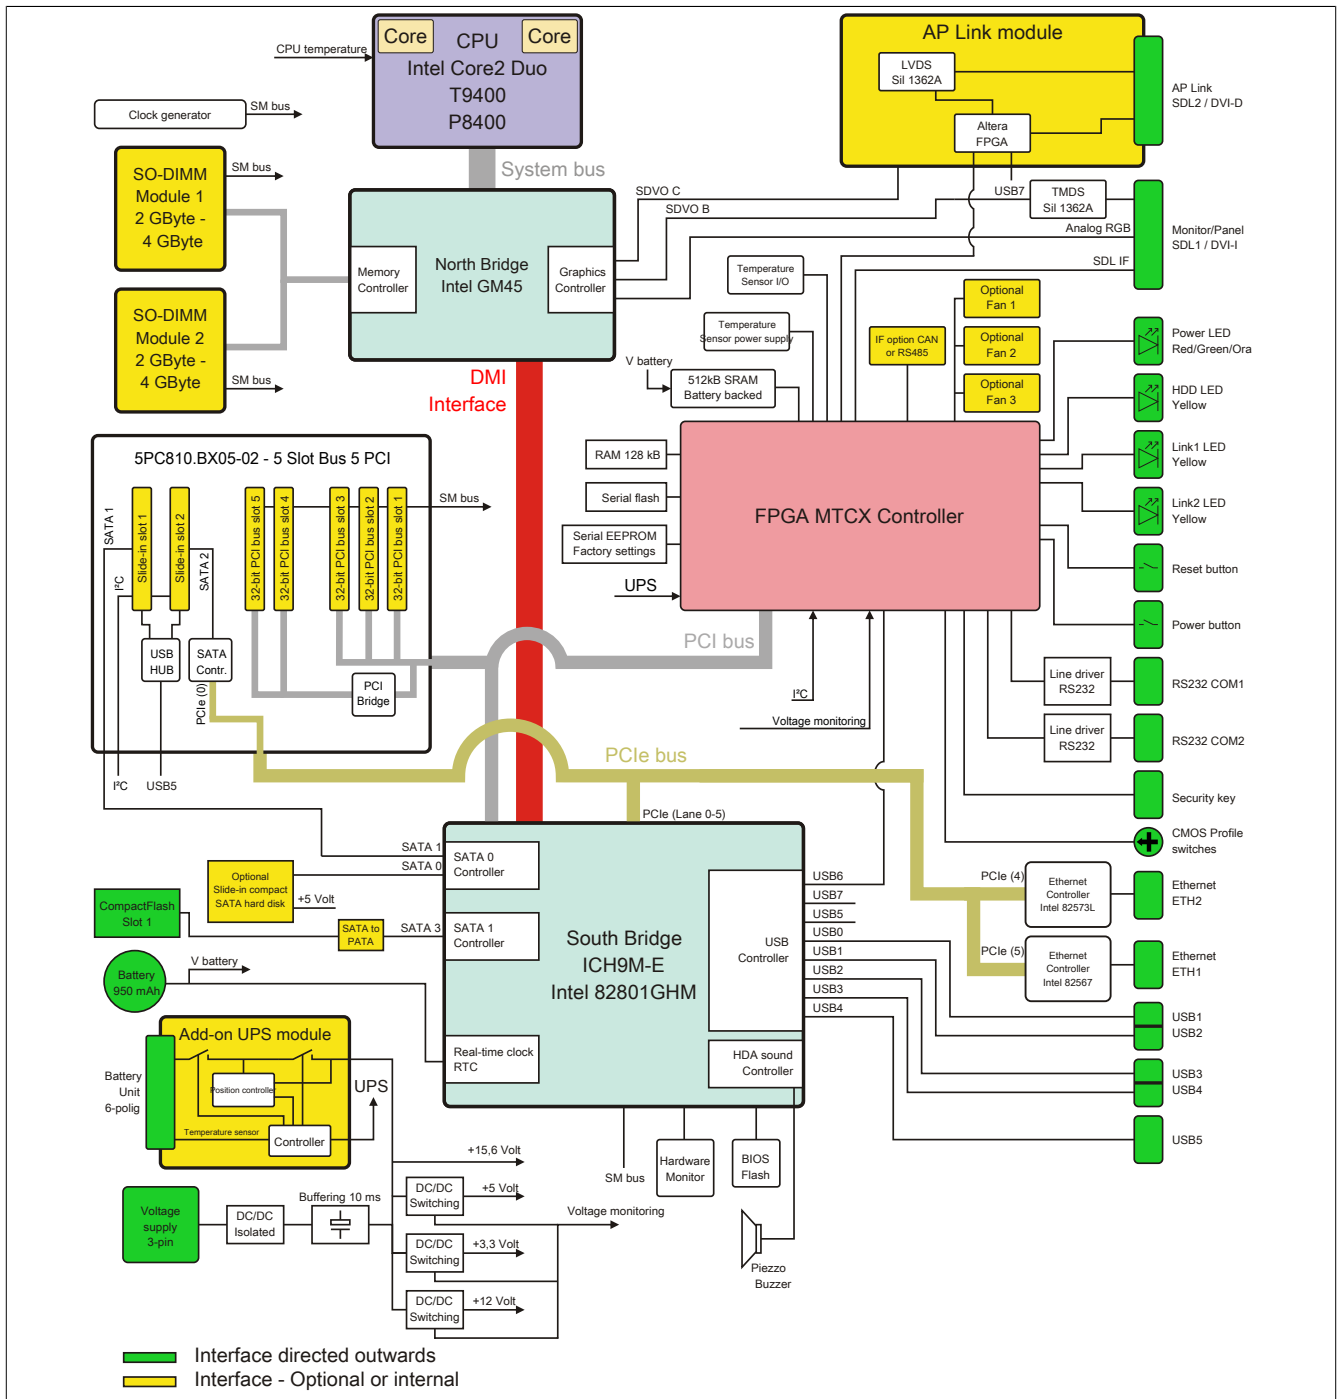 Core
CPU
Core
Intel Core2 Duo
T9400
P8400
CPU temperature
Clock generator
SM bus
SO-DIMM
Module 1
2 GByte -
4 GByte
SM bus
SO-DIMM
Module 2
2 GByte -
4 GByte
SM bus
System bus
Memory
Controller
North Bridge
Intel GM45
Graphics
Controller
SDVO C
SDVO B
Analog RGB
SDL IF
AP Link module
LVDS
Sil 1362A
Altera
FPGA
USB7
TMDS
Sil 1362A
AP Link
SDL2 / DVI-D
Monitor/Panel
SDL1 / DVI-I
Temperature
Sensor I/O
Temperature
Sensor power supply
V battery
512kB SRAM
Battery backed
IF option CAN
or RS485
Optional
Fan 1
Optional
Fan 2
Optional
Fan 3
DMI
Interface
Power LED
Red/Green/Ora
HDD LED
Yellow
Link1 LED
Yellow
Link2 LED
Yellow
Reset button
Power button
RAM 128 kB
Serial flash
Serial EEPROM
Factory settings
UPS
FPGA MTCX Controller
5PC810.BX05-02 - 5 Slot Bus 5 PCI
SATA 1
Slide-in slot 1
Slide-in slot 2
SATA 2
I²C
32-bit PCI bus slot 5
32-bit PCI bus slot 4
32-bit PCI bus slot 3
32-bit PCI bus slot 2
32-bit PCI bus slot 1
SM bus
USB
HUB
SATA
Contr.
PCIe (0)
PCI
Bridge
I²C
USB5
PCI bus
I²C
Voltage monitoring
Line driver
RS232
RS232 COM1
Line driver
RS232
RS232 COM2
Security key
CMOS Profile
switches
PCIe bus
PCIe (Lane 0-5)
PCIe (4)
Ethernet
Controller
Intel 82573L
Ethernet
ETH2
PCIe (5)
Ethernet
Controller
Intel 82567
Ethernet
ETH1
SATA 1
SATA 0
SATA 0
Controller
Optional
Slide-in compact
SATA hard disk
+5 Volt
CompactFlash
Slot 1
SATA to
PATA
SATA 3
SATA 1
Controller
Battery
950 mAh
V battery
South Bridge
ICH9M-E
Intel 82801GHM
USB
Controller
USB6
USB7
USB5
USB0
USB1
USB2
USB3
USB4
Real-time clock
RTC
HDA sound
Controller
USB1
USB2
USB3
USB4
USB5
Add-on UPS module
Battery
Unit
6-polig
Position controller
Temperature sensor
Controller
UPS
SM bus
Hardware
Monitor
BIOS
Flash
Piezzo
Buzzer
+15,6 Volt
Voltage
supply
3-pin
DC/DC
Isolated
Buffering 10 ms
DC/DC
Switching
+5 Volt
Voltage monitoring
DC/DC
Switching
+3,3 Volt
DC/DC
Switching
+12 Volt
Interface directed outwards
Interface - Optional or internal